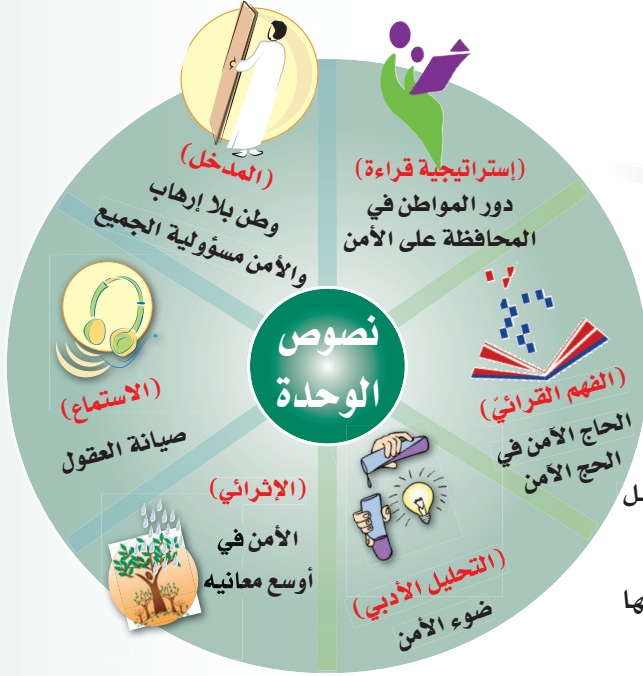 (المدخل)
وطن بلا إرهاب
والأمن مسؤولية الجميع
(إستراتيجية قراءة)
دور المواطن في
المحافظة على الأمن
(الفهم القرائيّ)
الحاج الآمن في
الحج الآمن
(التحليل الأدبي)
ضوء الأمن
(الإثرائي)
الأمن في
أوسع معانيه
(الاستماع)
صيانة العقول
نصوص
الوحدة